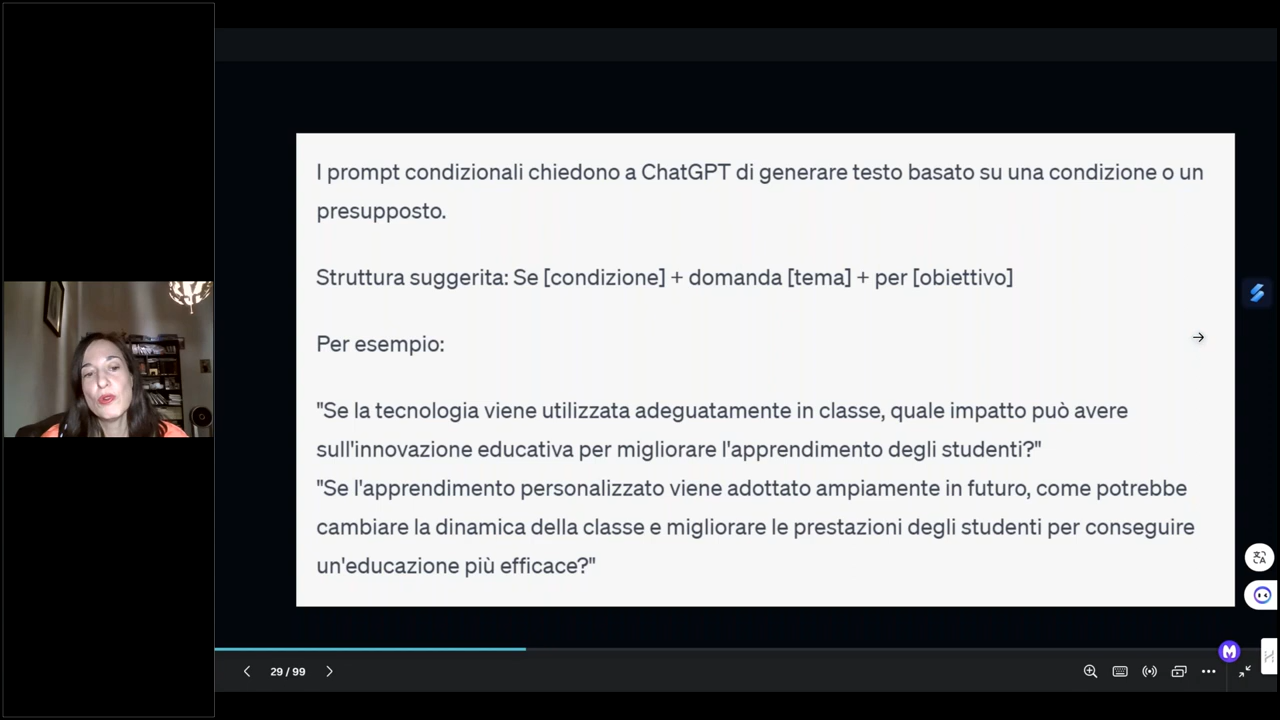 I prompt condizionali chiedono a ChatGPT di generare testo basato su una condizione o un
presupposto.
Struttura suggerita: Se [condizione] + domanda [tema] + per [obiettivo]
Per esempio:
"Se la tecnologia viene utilizzata adeguatamente in classe, quale impatto può avere
sull'innovazione educativa per migliorare l'apprendimento degli studenti?"
"Se l'apprendimento personalizzato viene adottato ampiamente in futuro, come potrebbe
cambiare la dinamica della classe e migliorare le prestazioni degli studenti per conseguire
un'educazione più efficace?"
29 / 99